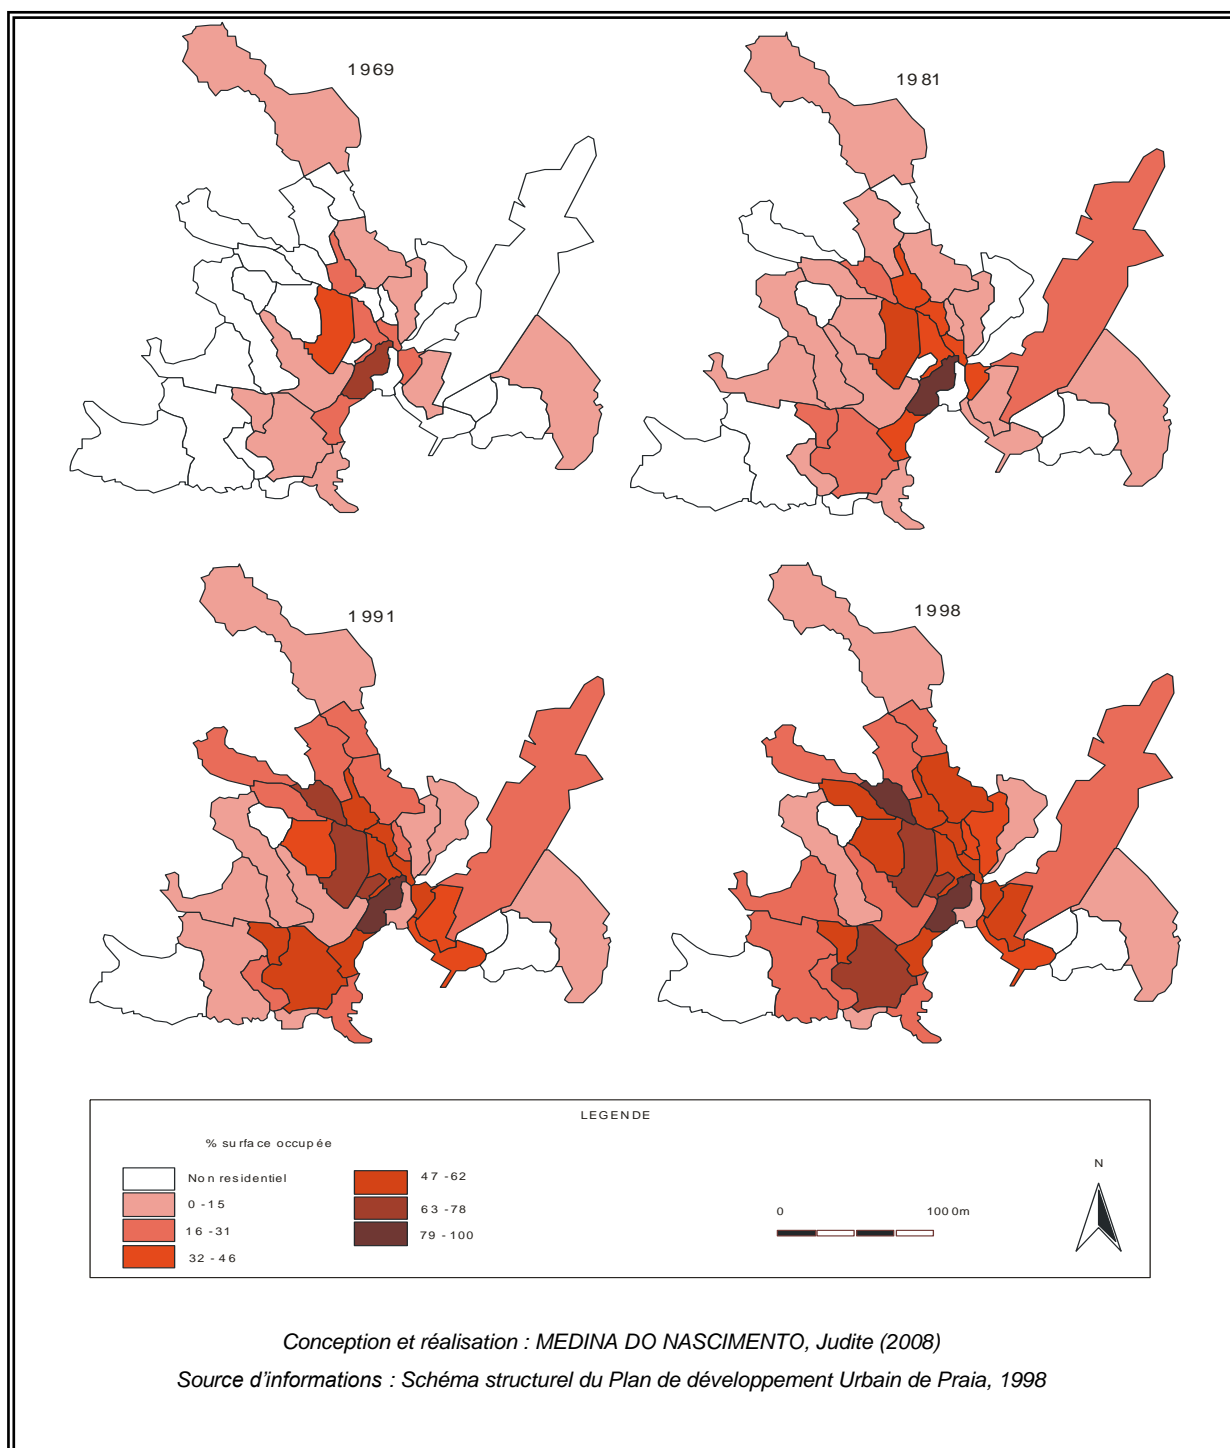 1969
1981
1991
1998
LEGENDE
% surface occupée
Non residentiel
0 -15
16 -31
32 - 46
47 -62
63 -78
79 -100
0 1000m
N
Conception et réalisation : MEDINA DO NASCIMENTO, Judite (2008)
Source d'informations : Schéma structurel du Plan de développement Urbain de Praia, 1998